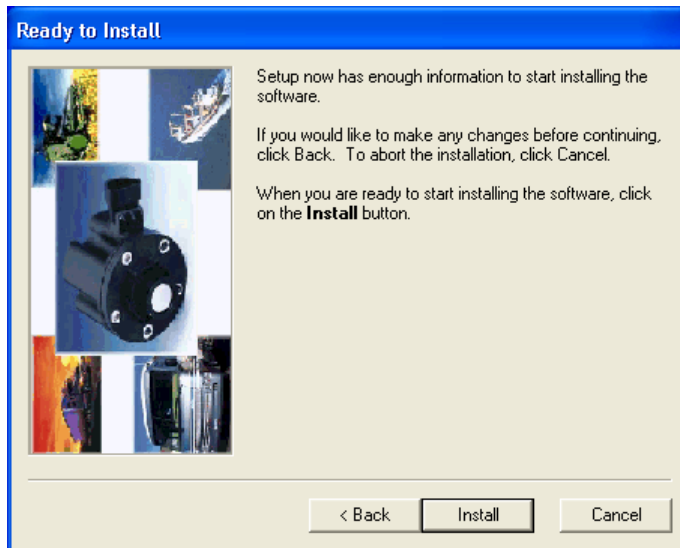 Ready to Install
Setup now has enough information to start installing the
software.
If you would like to make any changes before continuing,
click Back.  To abort the installation, click Cancel.
When you are ready to start installing the software, click
on the Install button.
< Back
Install
Cancel